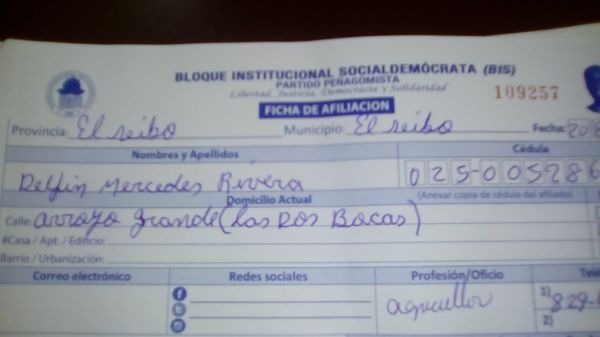 BLOQUE INSTITUCIONAL SOCIALDEMÓCRATA (BIS)
PARTIDO PEÑAGOMISTA
Libertad, Justicia, Democracia y Solidaridad
109257
FICHA DE AFILIACION
Provincia: El seibo Municipio: El seibo Fecha: 20
Nombres y Apellidos Cédula
Delfin Mercedes Rivera 025-005286
Domicilio Actual (Anexar copia de cédula del afiliado)
Calle: Arroyo grande (Las Dos Bocas)
#Casa / Apt. / Edificio:
Barrio / Urbanización:
Correo electrónico Redes sociales Profesión/Oficio Telé
agricultor 1) 829-
2)